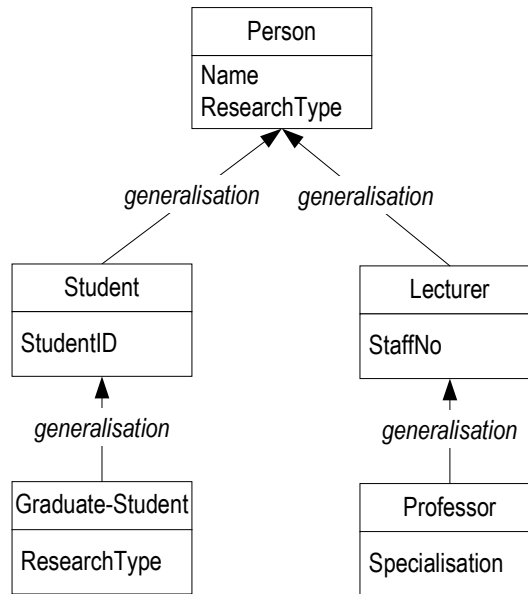 Person
Name
ResearchType
generalisation
generalisation
Student
StudentID
Lecturer
StaffNo
generalisation
generalisation
Graduate-Student
ResearchType
Professor
Specialisation